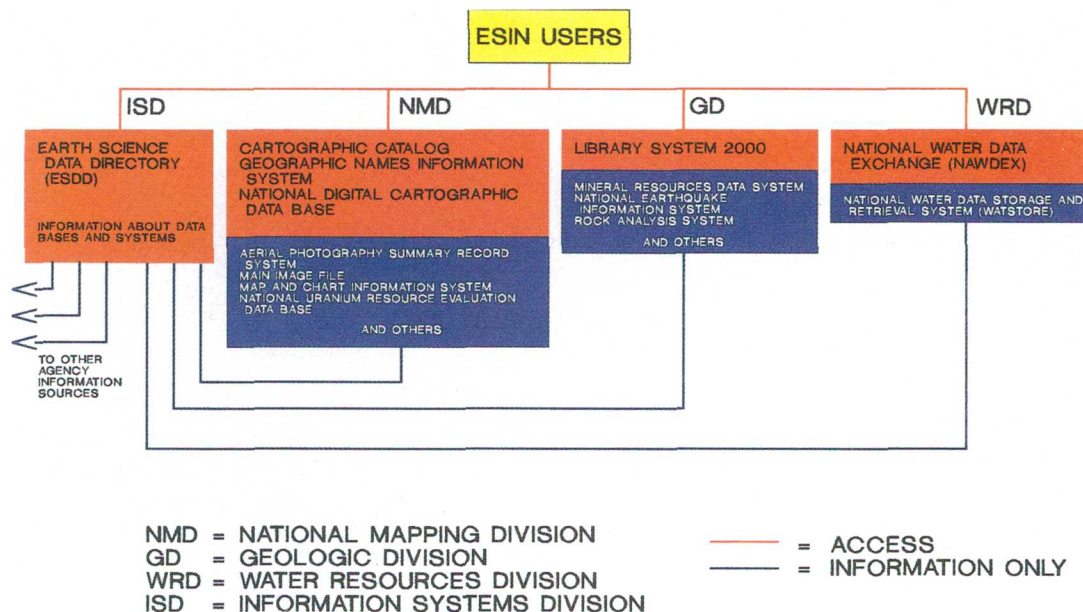 ESIN USERS
ISD
NMD
GD
WRD
EARTH SCIENCE
DATA DIRECTORY
(ESDD)
INFORMATION ABOUT DATA
BASES AND SYSTEMS
TO OTHER
AGENCY
INFORMATION
SOURCES
CARTOGRAPHIC CATALOG
GEOGRAPHIC NAMES INFORMATION
SYSTEM
NATIONAL DIGITAL CARTOGRAPHIC
DATA BASE
AERIAL PHOTOGRAPHY SUMMARY RECORD
SYSTEM
MAIN IMAGE FILE
MAP AND CHART INFORMATION SYSTEM
NATIONAL URANIUM RESOURCE EVALUATION
DATA BASE
AND OTHERS
LIBRARY SYSTEM 2000
MINERAL RESOURCES DATA SYSTEM
NATIONAL EARTHQUAKE
INFORMATION SYSTEM
ROCK ANALYSIS SYSTEM
AND OTHERS
NATIONAL WATER DATA
EXCHANGE (NAWDEX)
NATIONAL WATER DATA STORAGE AND
RETRIEVAL SYSTEM (WATSTORE)
NMD = NATIONAL MAPPING DIVISION
GD = GEOLOGIC DIVISION
WRD = WATER RESOURCES DIVISION
ISD = INFORMATION SYSTEMS DIVISION
= ACCESS
= INFORMATION ONLY